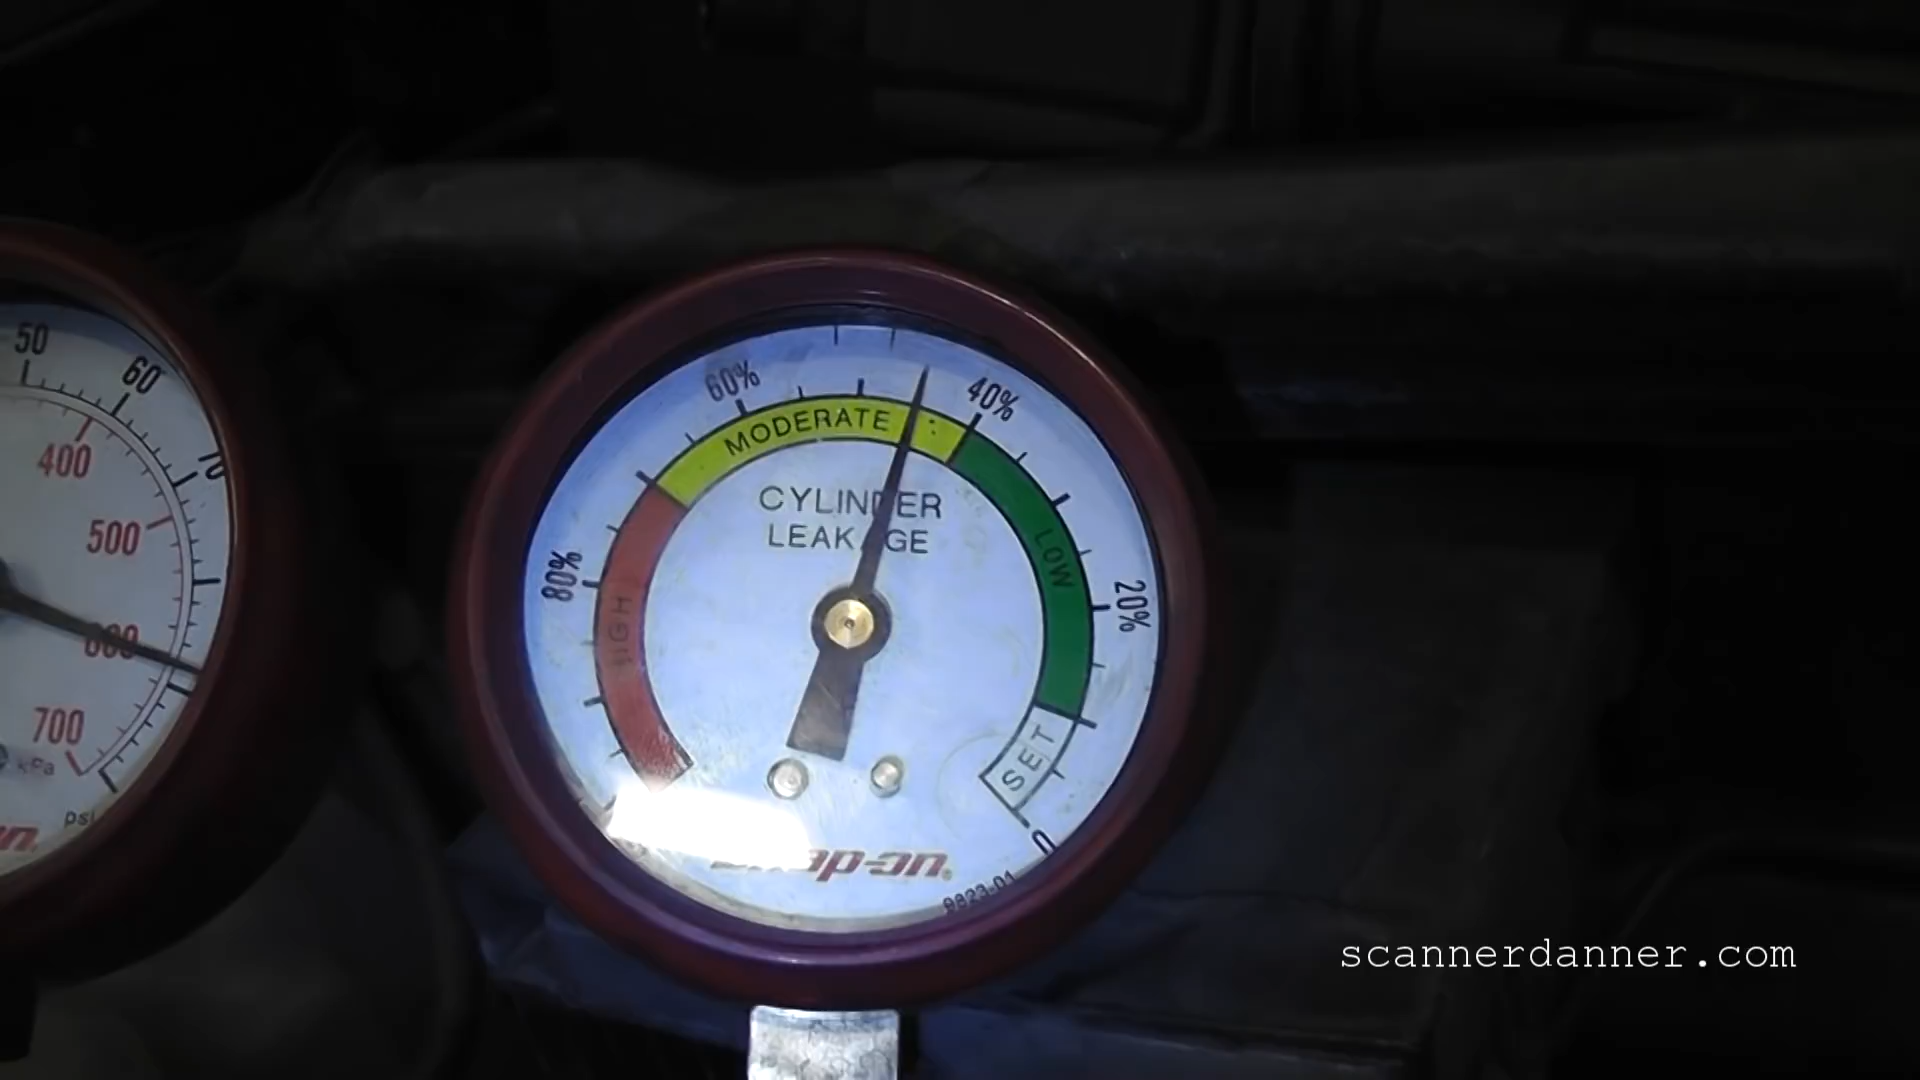 50
60
70
400
500
600
700
kPa
psi
60%
40%
MODERATE
CYLINDER
LEAKAGE
80%
HIGH
LOW
20%
SET
0
Snap-on
9823-01
scannerdanner.com